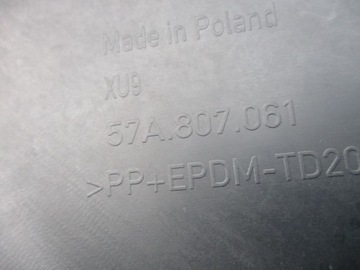 Made in Poland
XU9
57A.807.061
>PP+EPDM-TD20